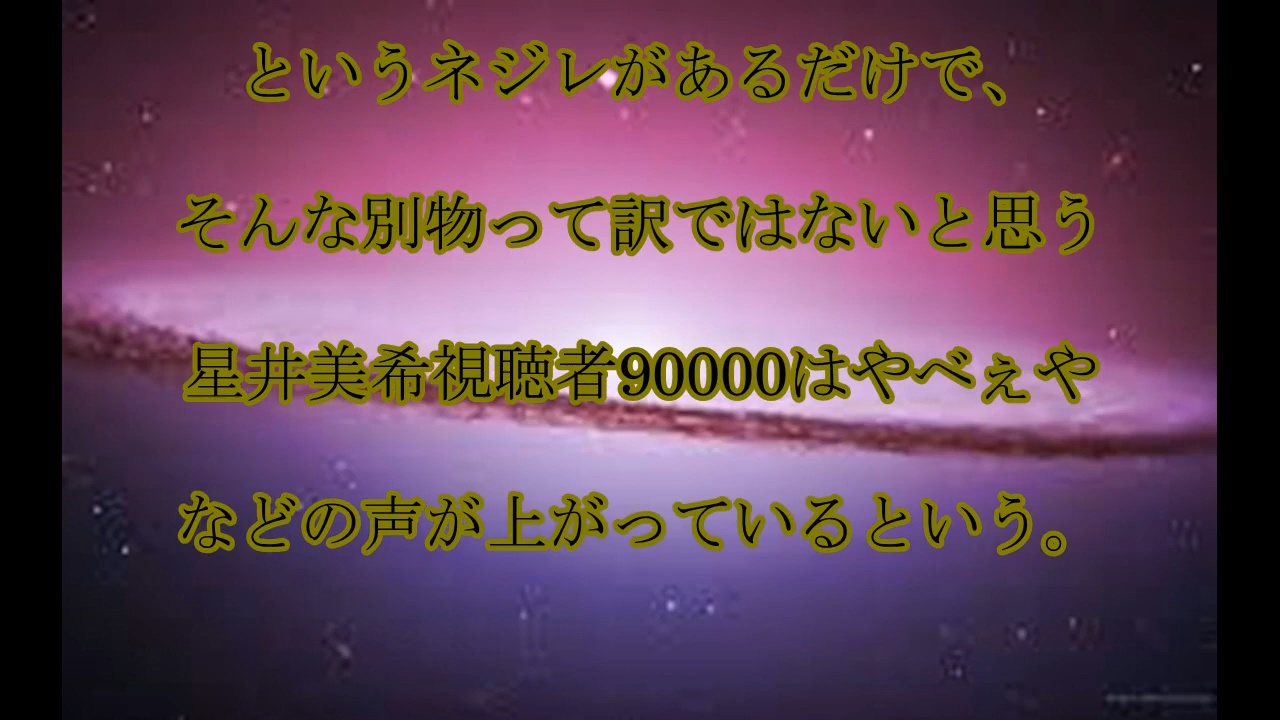 というネジレがあるだけで、
そんな別物って訳ではないと思う
星井美希視聴者90000はやべぇや
などの声が上がっているという。